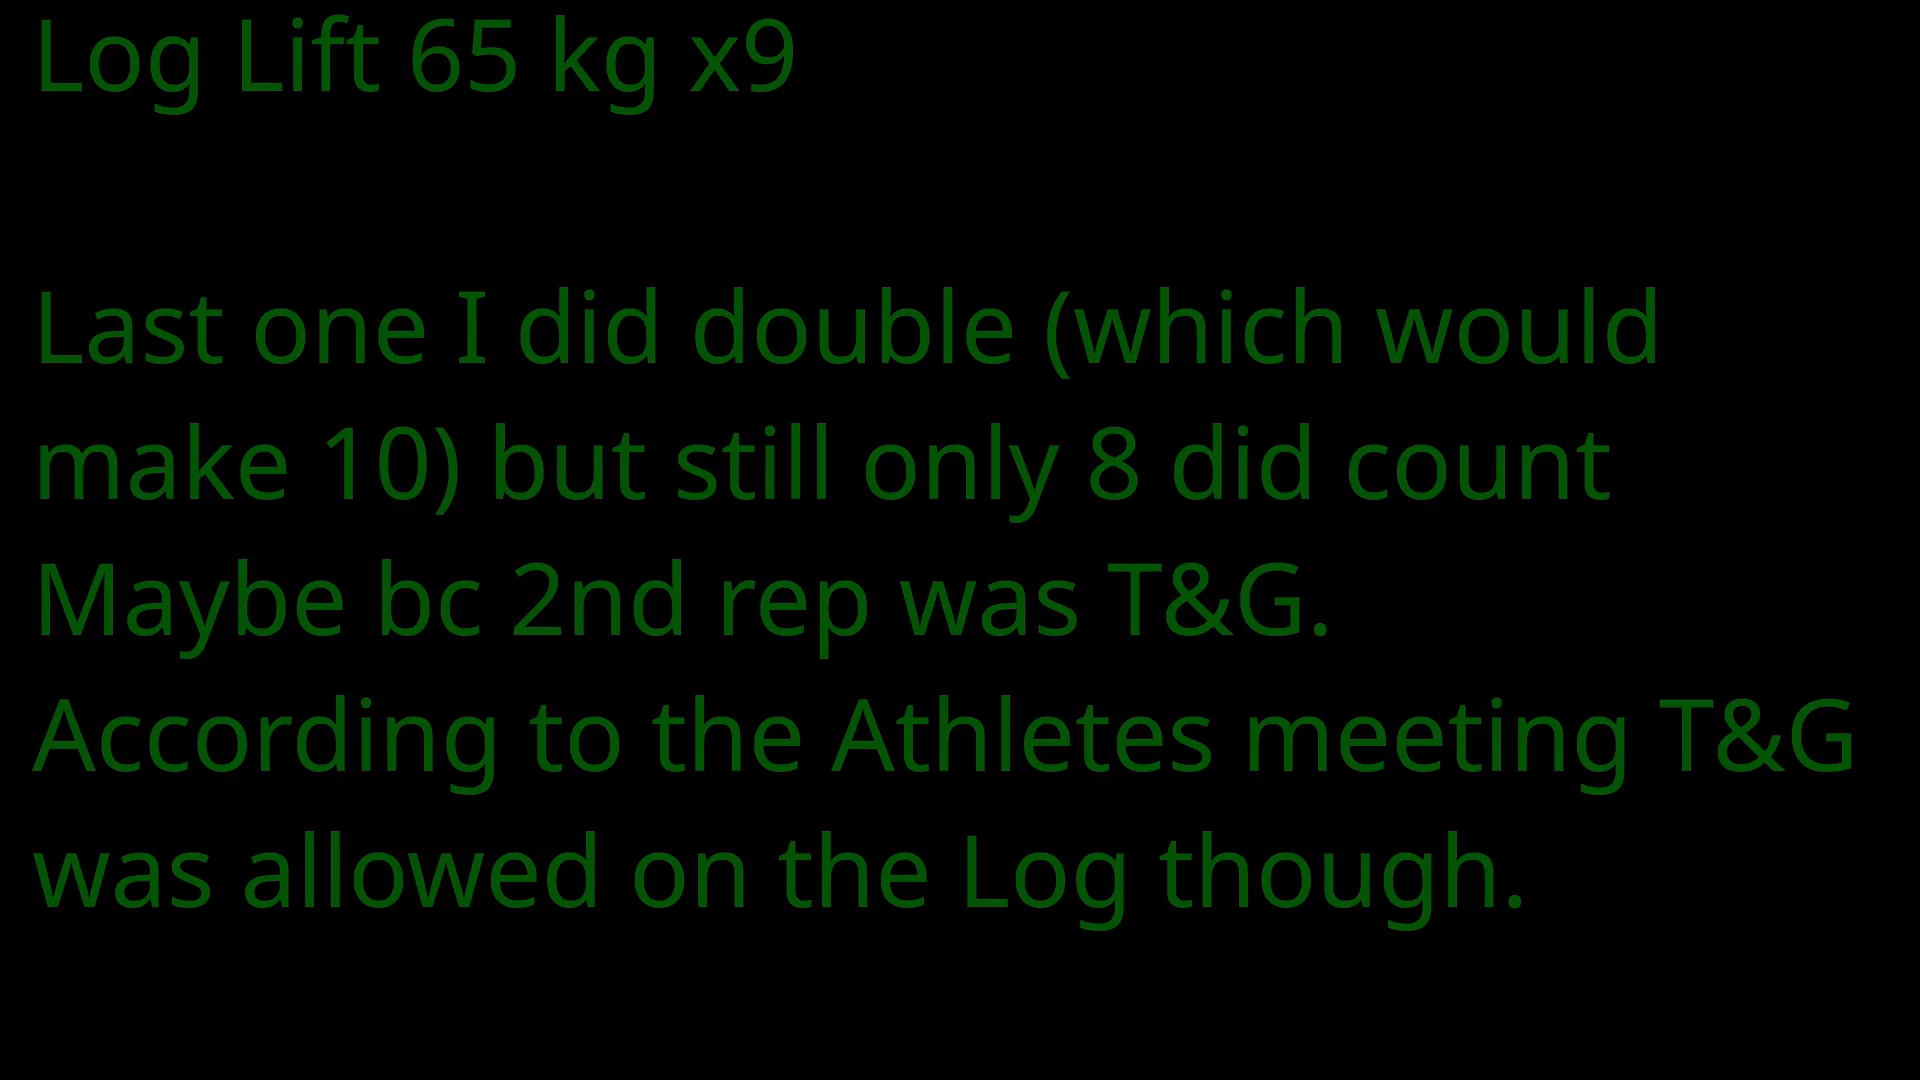 Log Lift 65 kg x9
Last one I did double (which would
make 10) but still only 8 did count
Maybe bc 2nd rep was T&G.
According to the Athletes meeting T&G
was allowed on the Log though.